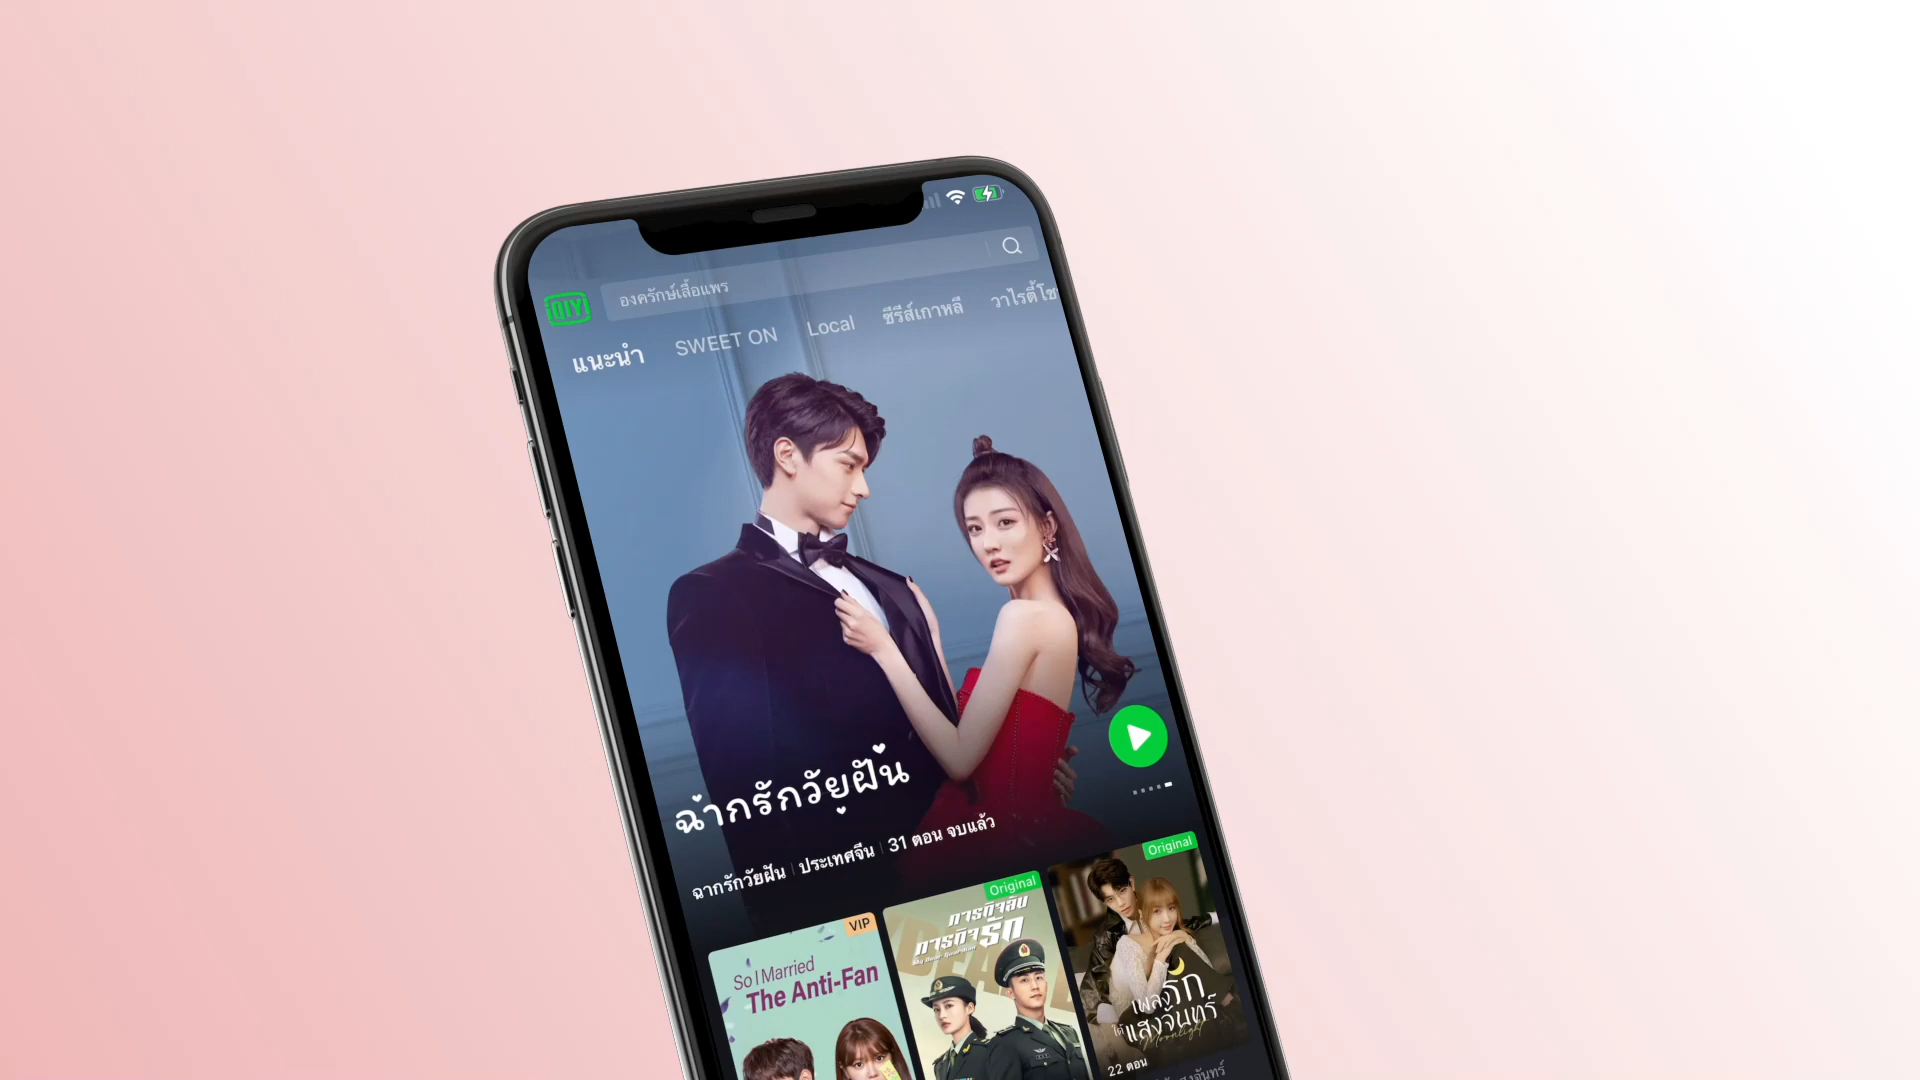 iQIYI
องครักษ์เสื้อแพร
แนะนำ
SWEET ON
Local
ซีรีส์เกาหลี
วาไรตี้โช
ฉากรักวัยฝัน
ฉากรักวัยฝัน | ประเทศจีน | 31 ตอน จบแล้ว
VIP
So I Married
The Anti-Fan
Original
ภารกิจลับ
ภารกิจรัก
My Dear Guardian
Original
เพลงรัก
ใต้แสงจันทร์
Moonlight
22 ตอน